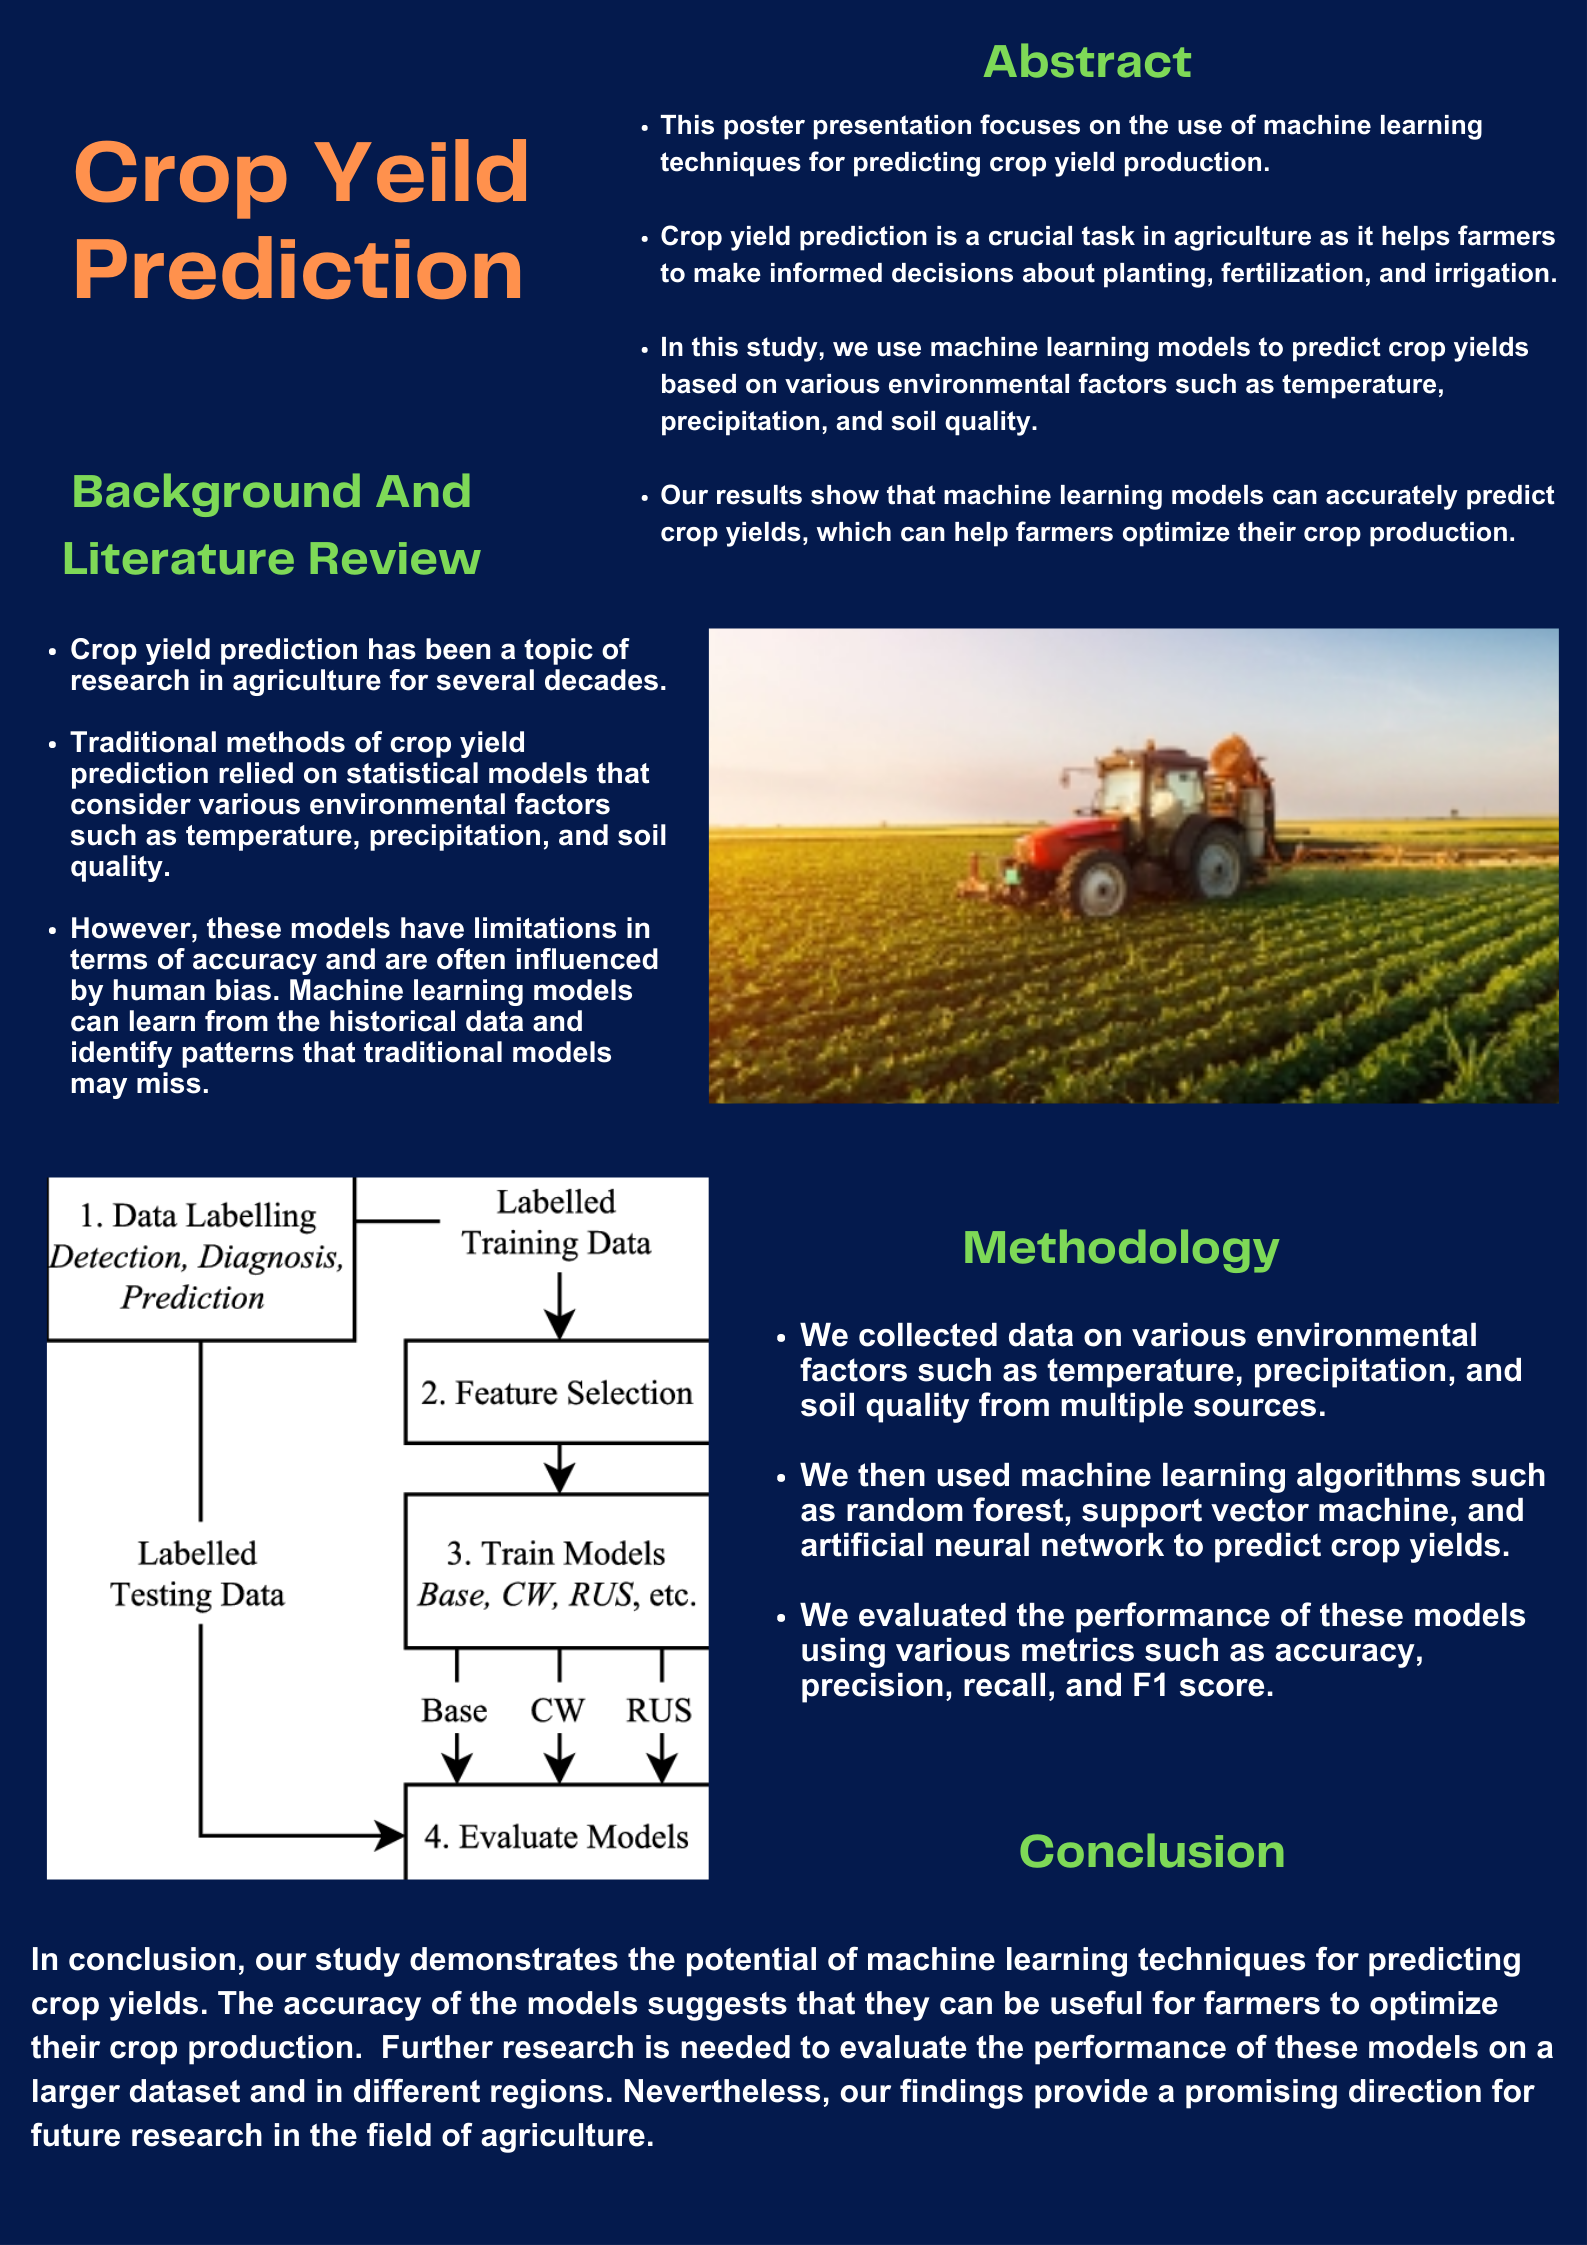 Crop Yeild
Prediction
Abstract
• This poster presentation focuses on the use of machine learning
techniques for predicting crop yield production.
• Crop yield prediction is a crucial task in agriculture as it helps farmers
to make informed decisions about planting, fertilization, and irrigation.
• In this study, we use machine learning models to predict crop yields
based on various environmental factors such as temperature,
precipitation, and soil quality.
• Our results show that machine learning models can accurately predict
crop yields, which can help farmers optimize their crop production.
Background And
Literature Review
• Crop yield prediction has been a topic of
research in agriculture for several decades.
• Traditional methods of crop yield
prediction relied on statistical models that
consider various environmental factors
such as temperature, precipitation, and soil
quality.
• However, these models have limitations in
terms of accuracy and are often influenced
by human bias. Machine learning models
can learn from the historical data and
identify patterns that traditional models
may miss.
1. Data Labelling
Detection, Diagnosis,
Prediction
Labelled
Training Data
2. Feature Selection
Labelled
Testing Data
3. Train Models
Base, CW, RUS, etc.
Base CW RUS
4. Evaluate Models
Methodology
• We collected data on various environmental
factors such as temperature, precipitation, and
soil quality from multiple sources.
• We then used machine learning algorithms such
as random forest, support vector machine, and
artificial neural network to predict crop yields.
• We evaluated the performance of these models
using various metrics such as accuracy,
precision, recall, and F1 score.
Conclusion
In conclusion, our study demonstrates the potential of machine learning techniques for predicting
crop yields. The accuracy of the models suggests that they can be useful for farmers to optimize
their crop production.  Further research is needed to evaluate the performance of these models on a
larger dataset and in different regions. Nevertheless, our findings provide a promising direction for
future research in the field of agriculture.